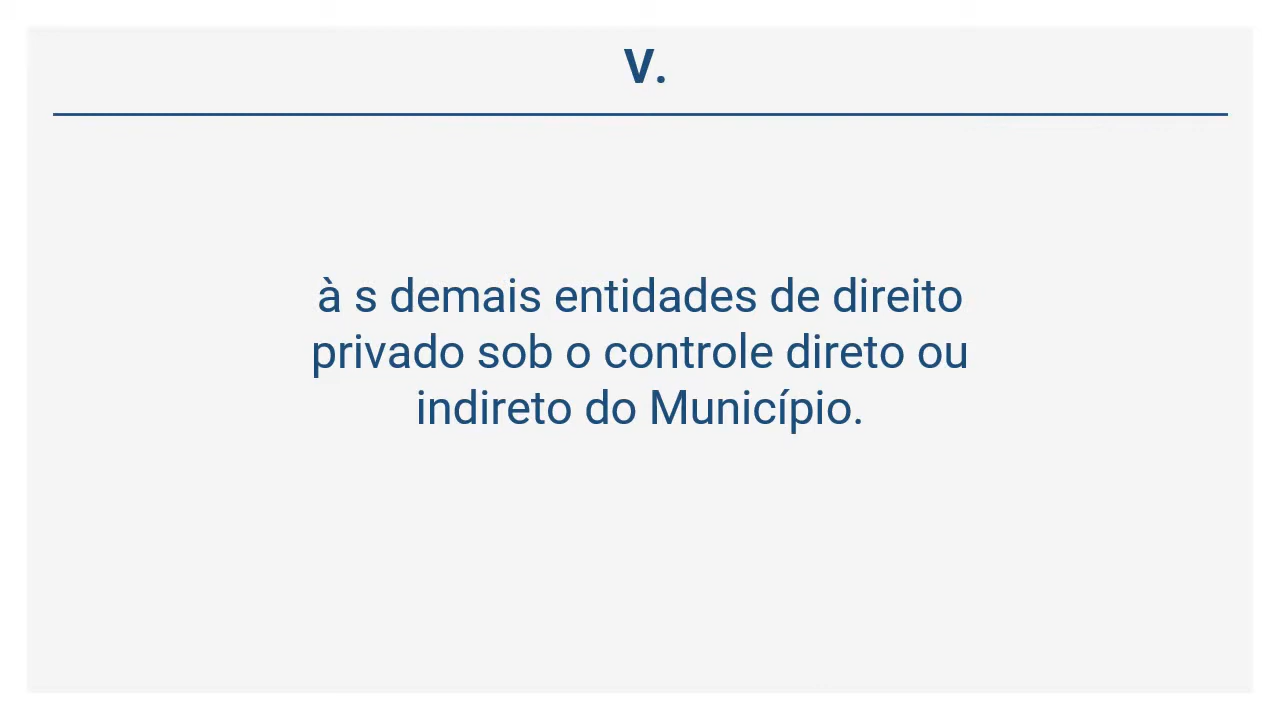 V.
à s demais entidades de direito
privado sob o controle direto ou
indireto do Município.